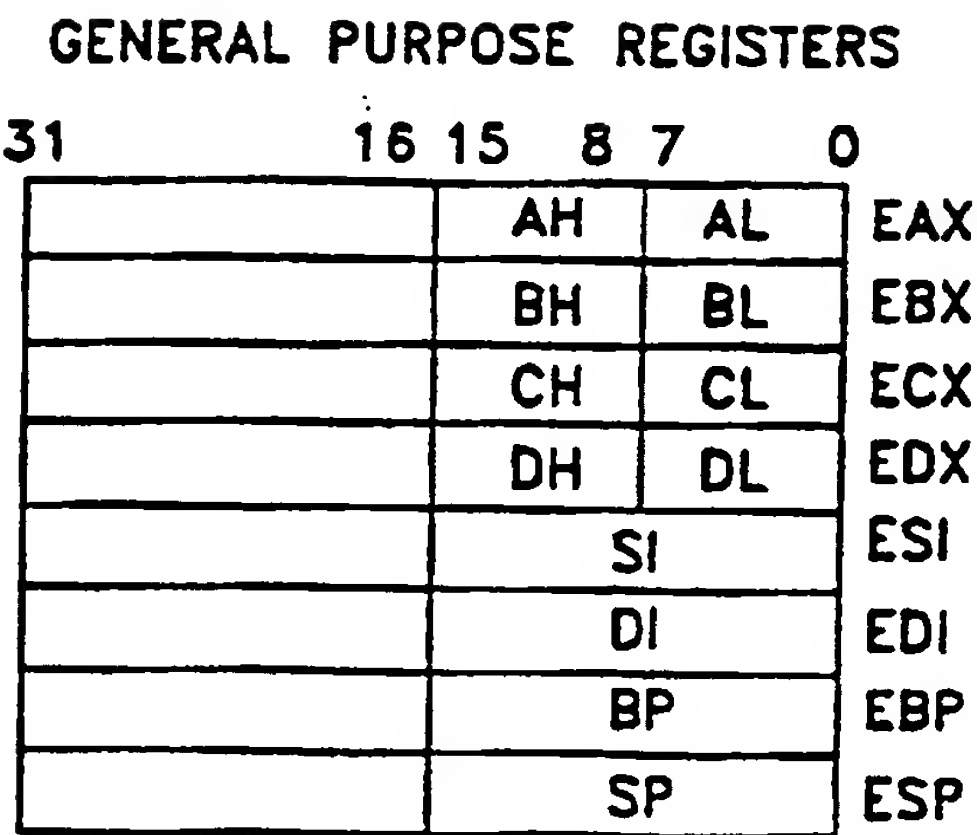 GENERAL PURPOSE REGISTERS
31 16 15 8 7 0
AH AL EAX
BH BL EBX
CH CL ECX
DH DL EDX
SI ESI
DI EDI
BP EBP
SP ESP